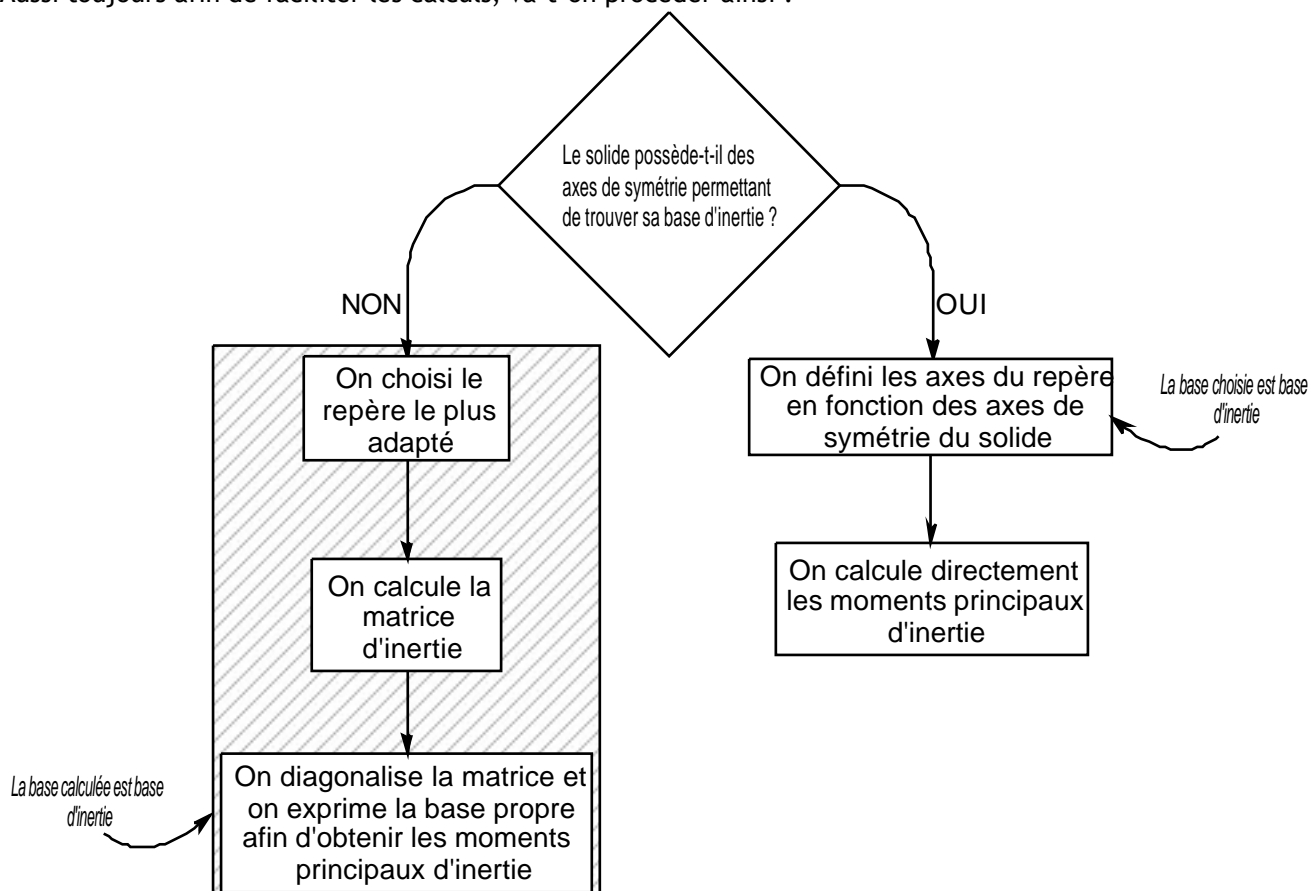 Aussi toujours afin de faciliter les calculs, va-t-on procéder ainsi :
Le solide possède-t-il des
axes de symétrie permettant
de trouver sa base d'inertie ?
NON
OUI
On choisi le
repère le plus
adapté
On défini les axes du repère
en fonction des axes de
symétrie du solide
La base choisie est base
d'inertie
On calcule la
matrice
d'inertie
On calcule directement
les moments principaux
d'inertie
La base calculée est base
d'inertie
On diagonalise la matrice et
on exprime la base propre
afin d'obtenir les moments
principaux d'inertie